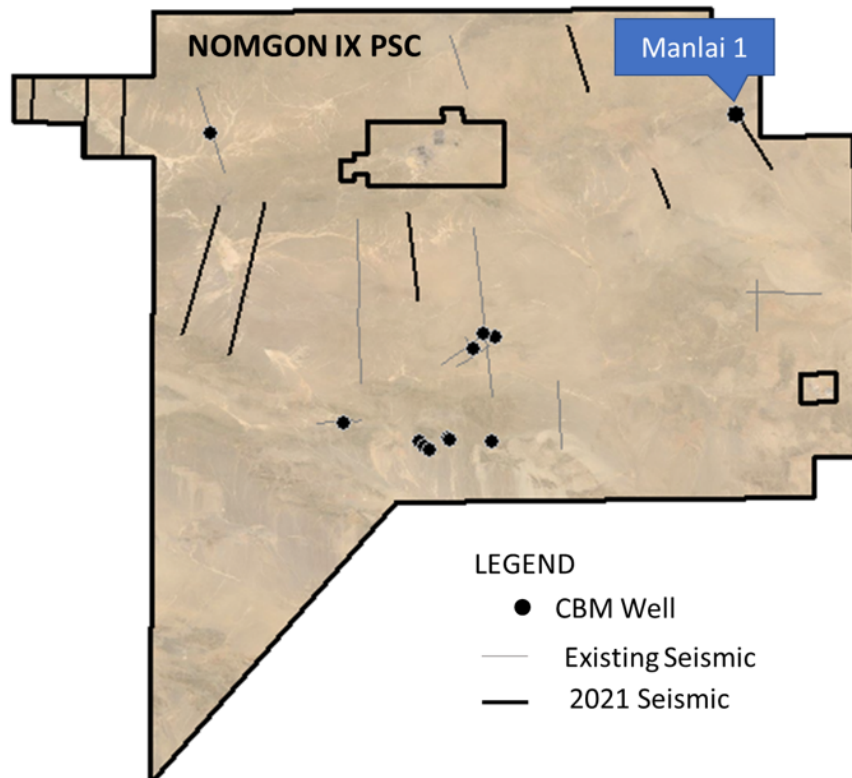 NOMGON IX PSC
Manlai 1
LEGEND
CBM Well
Existing Seismic
2021 Seismic